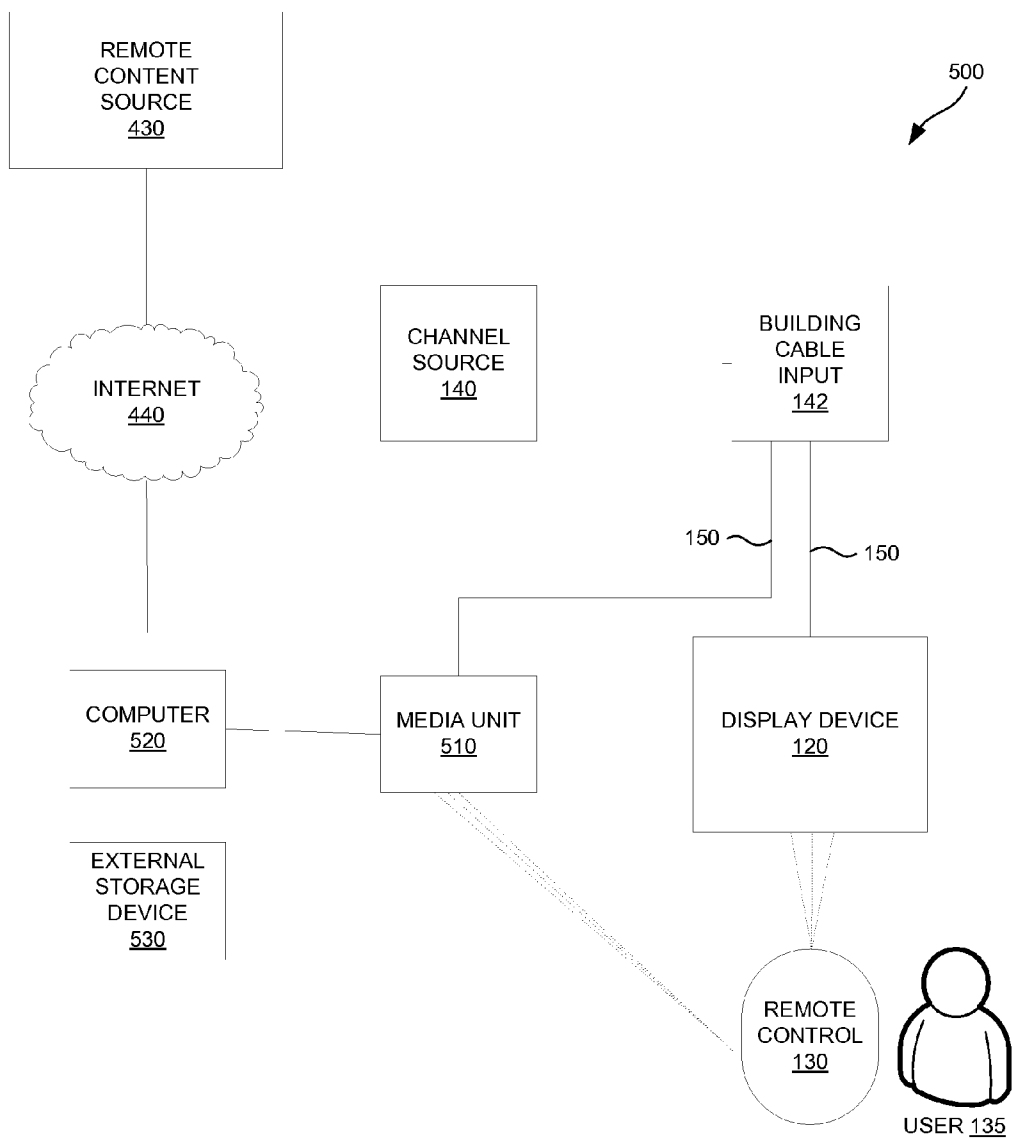 REMOTE
CONTENT
SOURCE
430
500
INTERNET
440
CHANNEL
SOURCE
140
BUILDING
CABLE
INPUT
142
150
150
COMPUTER
520
MEDIA UNIT
510
DISPLAY DEVICE
120
EXTERNAL
STORAGE
DEVICE
530
REMOTE
CONTROL
130
USER 135